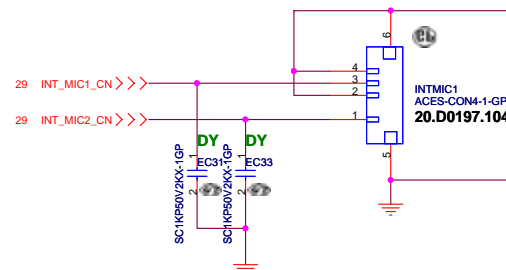 6
4
3
2
1
5
29 INT_MIC1_CN
29 INT_MIC2_CN
INTMIC1
ACES-CON4-1-GP
20.D0197.104
DY
DY
1
EC31
2
SC1KP50V2KX-1GP
1
EC33
2
SC1KP50V2KX-1GP